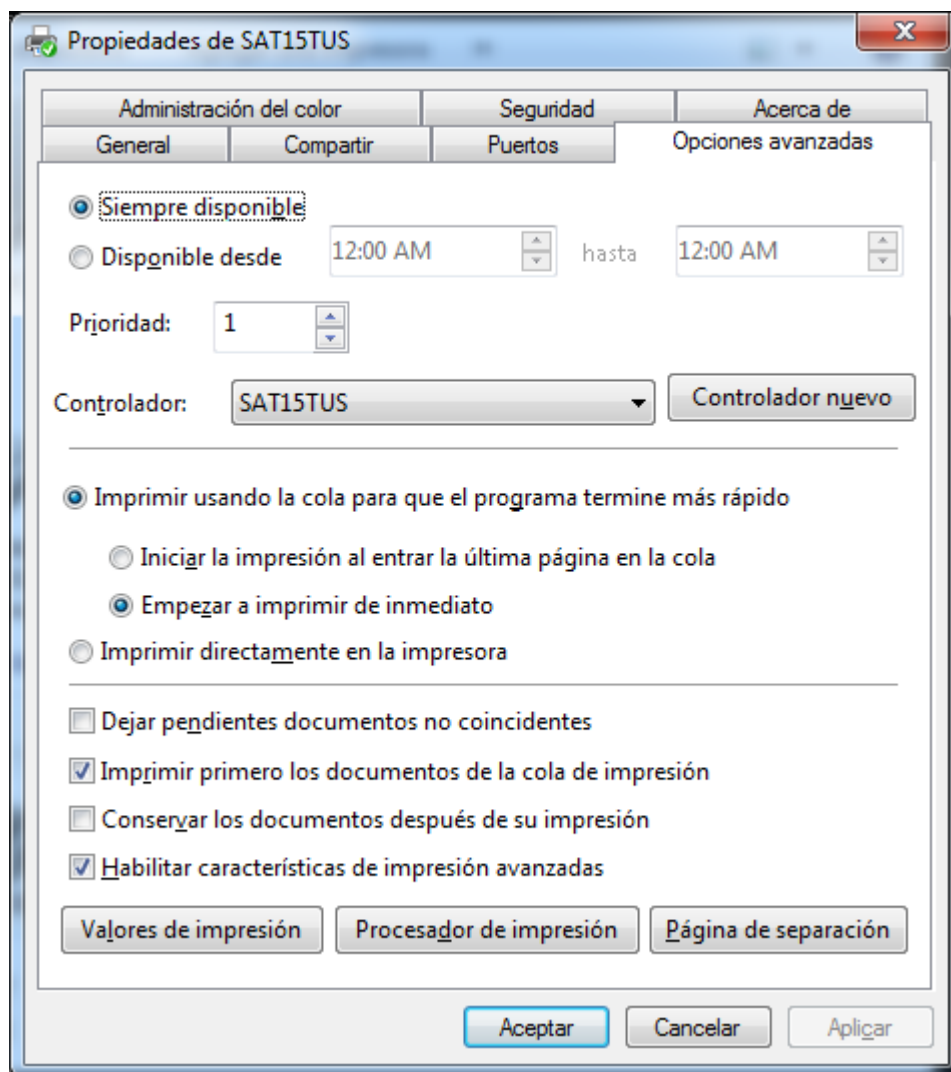 Propiedades de SAT15TUS
Administración del color Seguridad Acerca de
General Compartir Puertos Opciones avanzadas
Siempre disponible
Disponible desde 12:00 AM hasta 12:00 AM
Prioridad: 1
Controlador: SAT15TUS Controlador nuevo
Imprimir usando la cola para que el programa termine más rápido
Iniciar la impresión al entrar la última página en la cola
Empezar a imprimir de inmediato
Imprimir directamente en la impresora
Dejar pendientes documentos no coincidentes
Imprimir primero los documentos de la cola de impresión
Conservar los documentos después de su impresión
Habilitar características de impresión avanzadas
Valores de impresión Procesador de impresión Página de separación
Aceptar Cancelar Aplicar